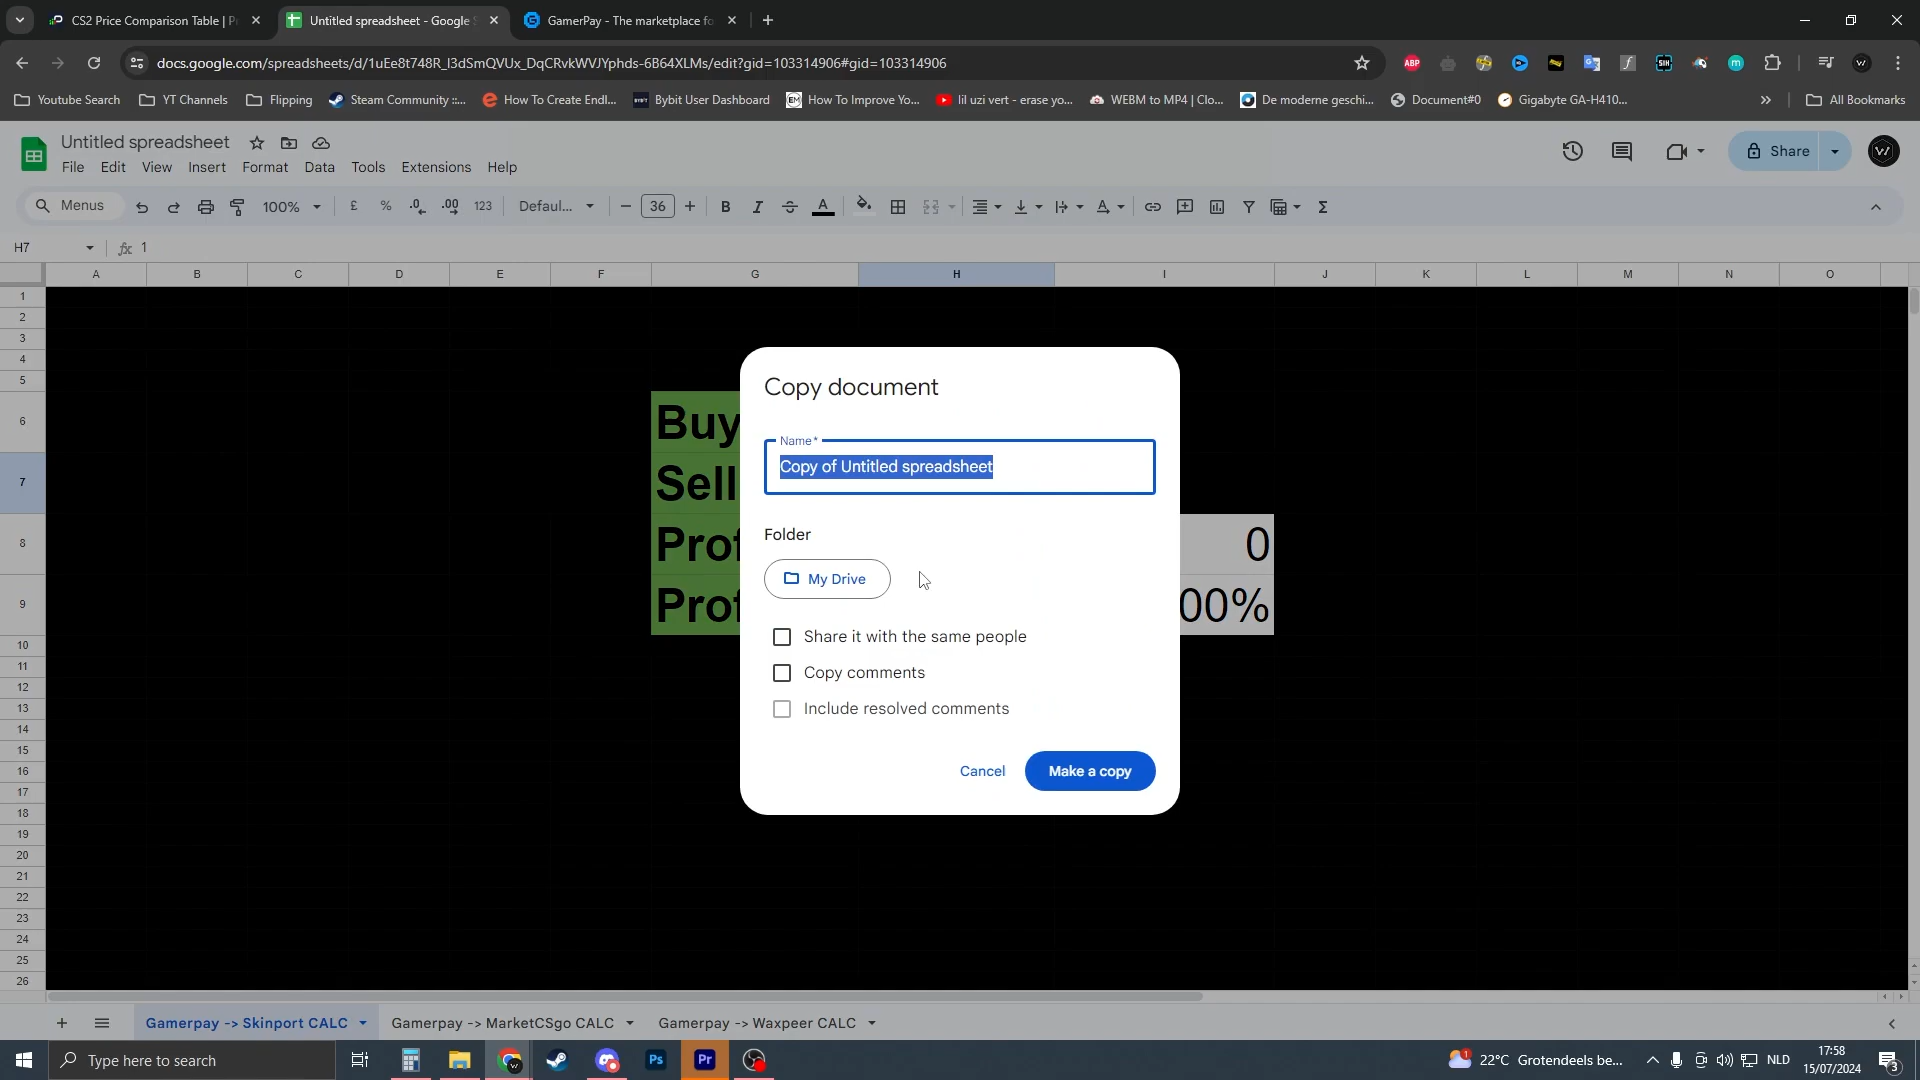 CS2 Price Comparison Table | P
Untitled spreadsheet - Google S
GamerPay - The marketplace fo
docs.google.com/spreadsheets/d/1uEe8t748R_l3dSmQVUx_DqCRvkWVJYphds-6B64XLMs/edit?gid=103314906#gid=103314906
Youtube Search
YT Channels
Flipping
Steam Community ::...
How To Create Endl...
Bybit User Dashboard
How To Improve Yo...
lil uzi vert - erase yo...
WEBM to MP4 | Clo...
De moderne geschi...
Document#0
Gigabyte GA-H410...
All Bookmarks
Untitled spreadsheet
File Edit View Insert Format Data Tools Extensions Help
Share
Menus
100%
£ % .0 .00 123
Defaul...
36
B I
H7
fx 1
A B C D E F G H I J K L M N O
1
2
3
4
5
6
7
8
9
10
11
12
13
14
15
16
17
18
19
20
21
22
23
24
25
26
Buy
Sell
Prof
0
Prof
00%
Copy document
Name*
Copy of Untitled spreadsheet
Folder
My Drive
Share it with the same people
Copy comments
Include resolved comments
Cancel
Make a copy
Gamerpay -> Skinport CALC
Gamerpay -> MarketCSgo CALC
Gamerpay -> Waxpeer CALC
Type here to search
Ps
Pr
22°C Grotendeels be...
NLD
17:58
15/07/2024
3